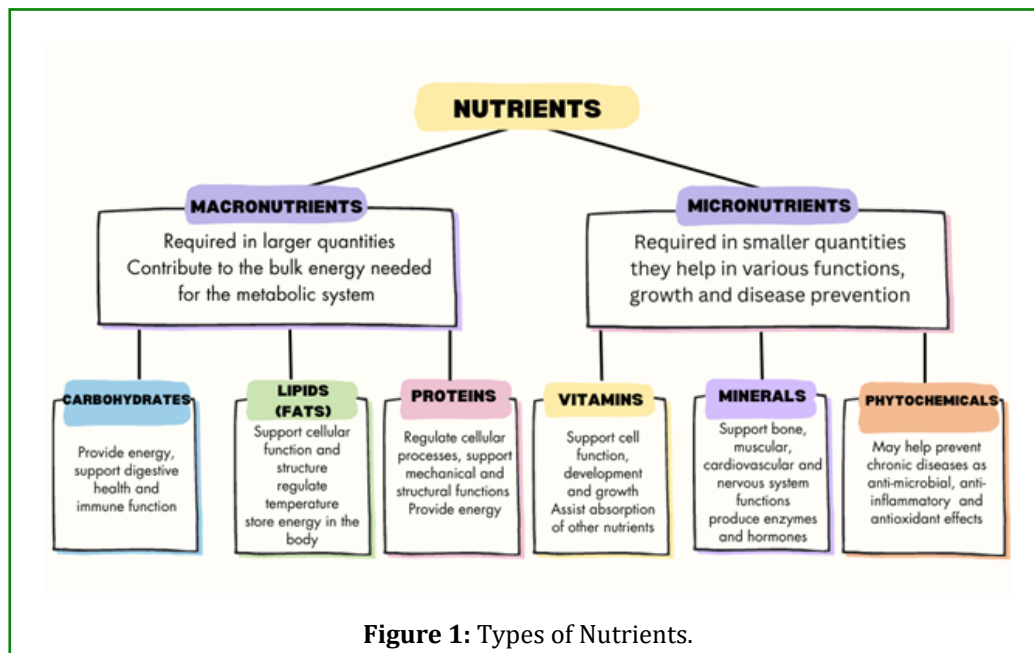 NUTRIENTS
MACRONUTRIENTS
Required in larger quantities
Contribute to the bulk energy needed
for the metabolic system
MICRONUTRIENTS
Required in smaller quantities
they help in various functions,
growth and disease prevention
CARBOHYDRATES
Provide energy,
support digestive
health and
immune function
LIPIDS
(FATS)
Support cellular
function and
structure
regulate
temperature
store energy in the
body
PROTEINS
Regulate cellular
processes, support
mechanical and
structural functions
Provide energy
VITAMINS
Support cell
function,
development
and growth
Assist absorption
of other nutrients
MINERALS
Support bone,
muscular,
cardiovascular and
nervous system
functions
produce enzymes
and hormones
PHYTOCHEMICALS
May help prevent
chronic diseases as
anti-microbial, anti-
inflammatory and
antioxidant effects
Figure 1: Types of Nutrients.